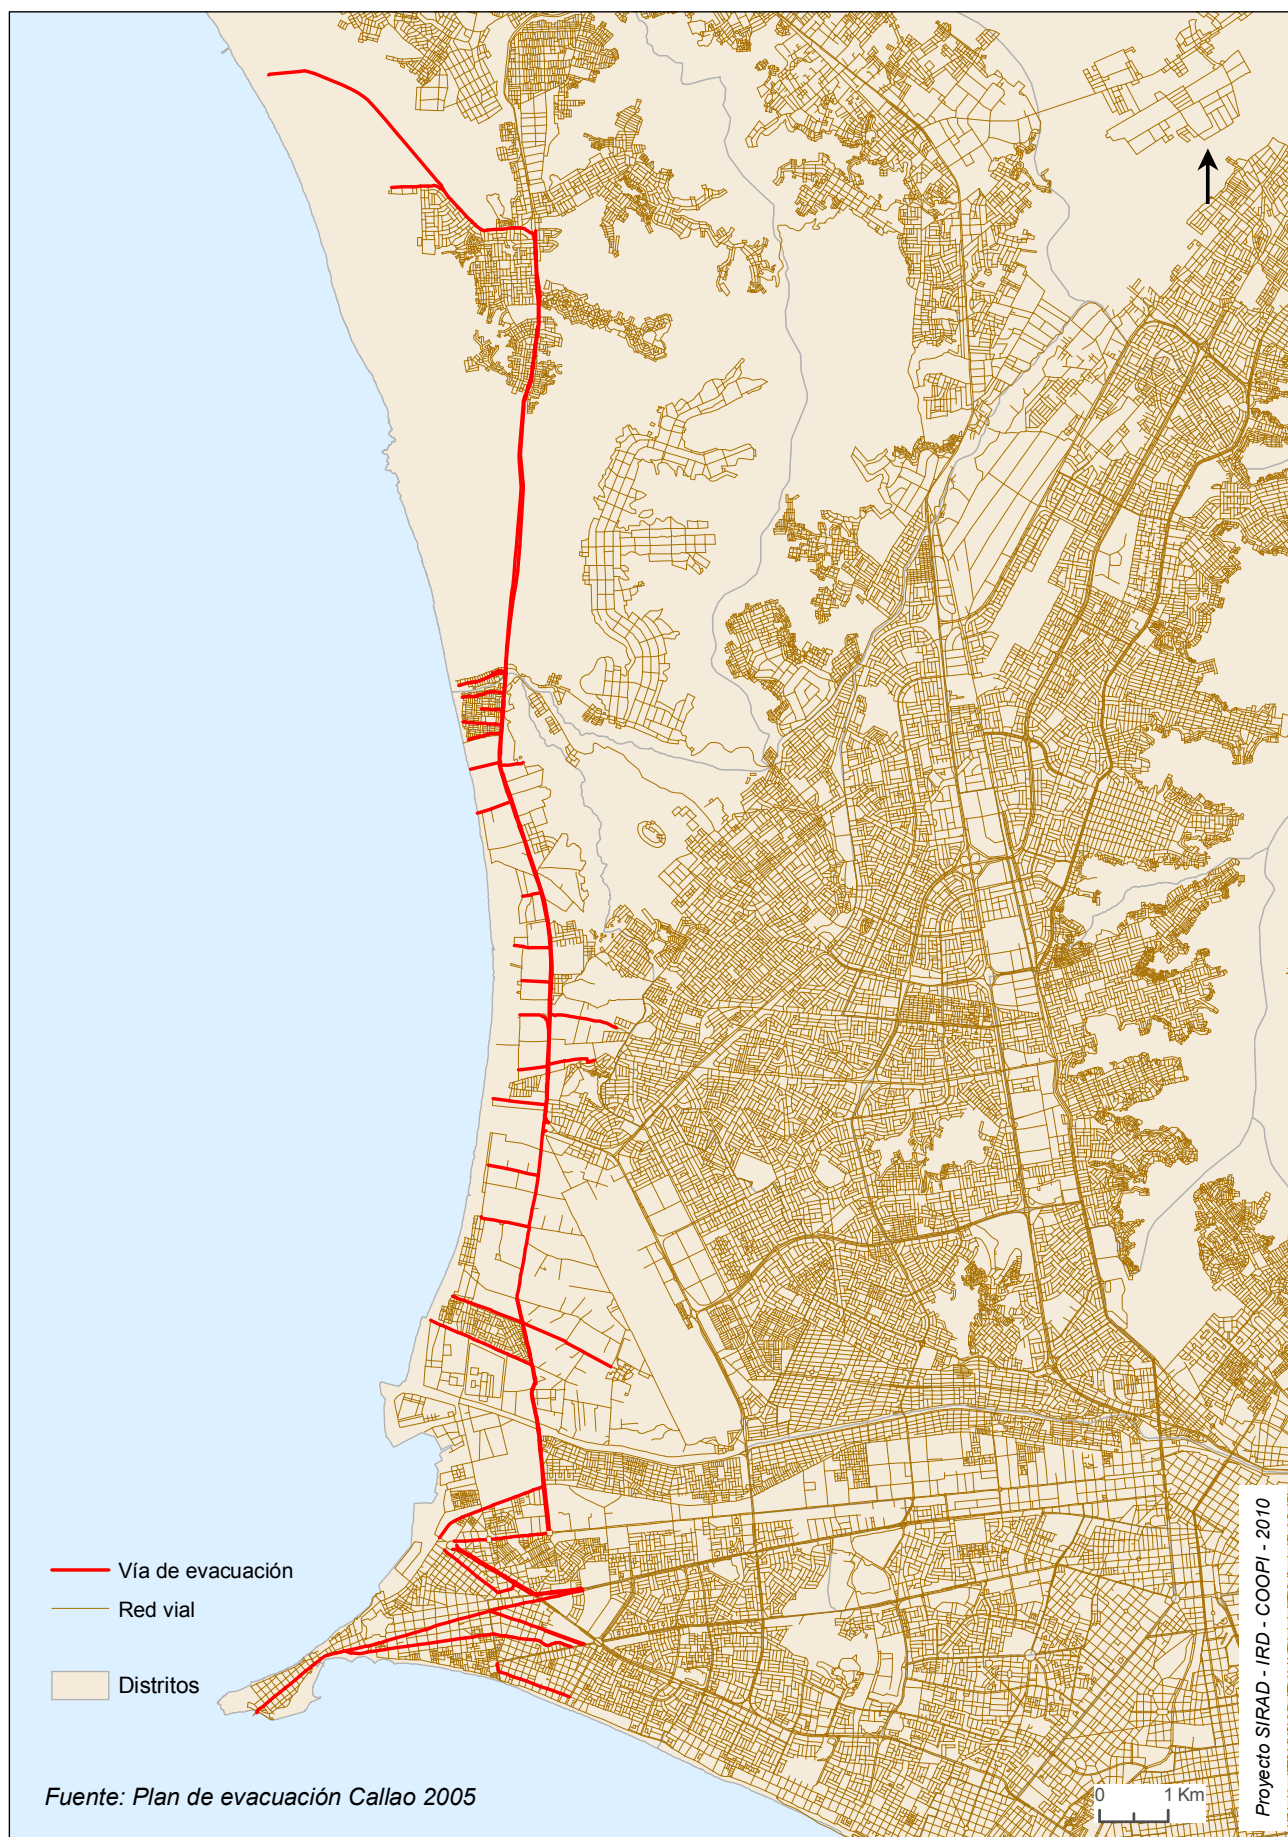 Vía de evacuación
Red vial
Distritos
Fuente: Plan de evacuación Callao 2005
0 1 Km
Proyecto SIRAD - IRD - COOPI - 2010